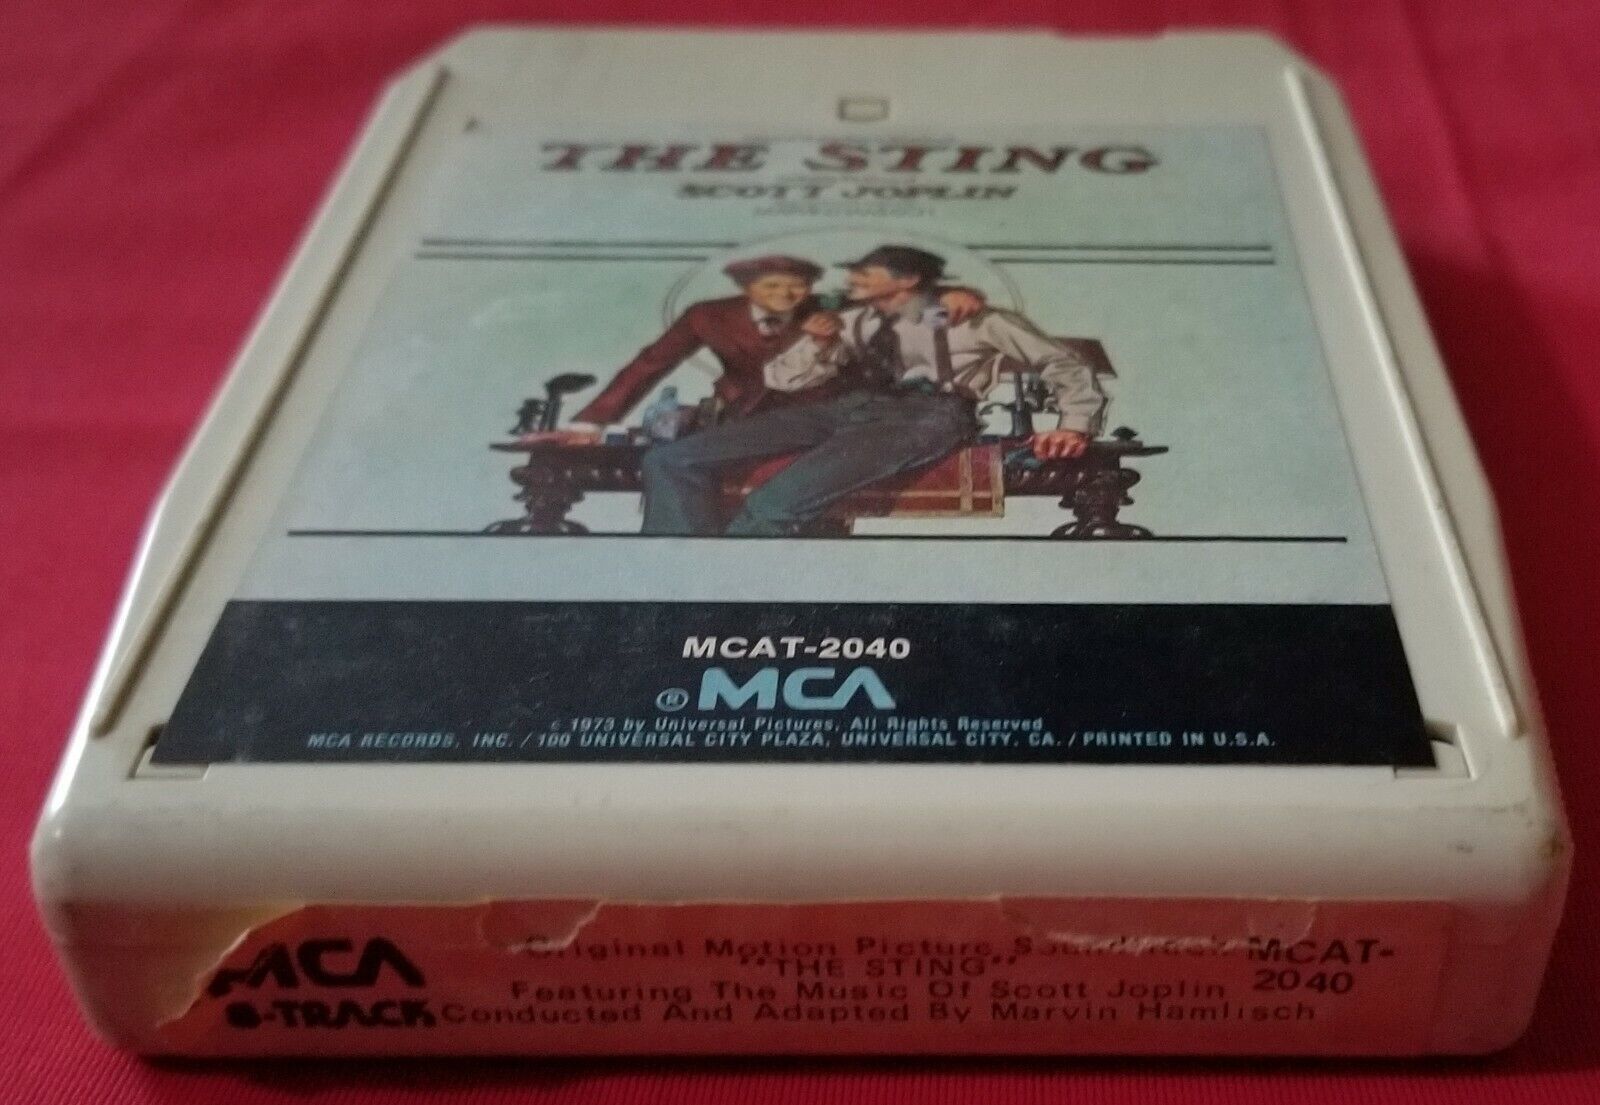 THE STING
SCOTT JOPLIN
MCAT-2040
® MCA
© 1973 by Universal Pictures. All Rights Reserved
MCA RECORDS, INC. / 100 UNIVERSAL CITY PLAZA, UNIVERSAL CITY, CA. / PRINTED IN U.S.A.
MCA
8-TRACK
Original Motion Picture Soundtrack
"THE STING"
Featuring The Music Of Scott Joplin
Conducted And Adapted By Marvin Hamlisch
MCAT-
2040